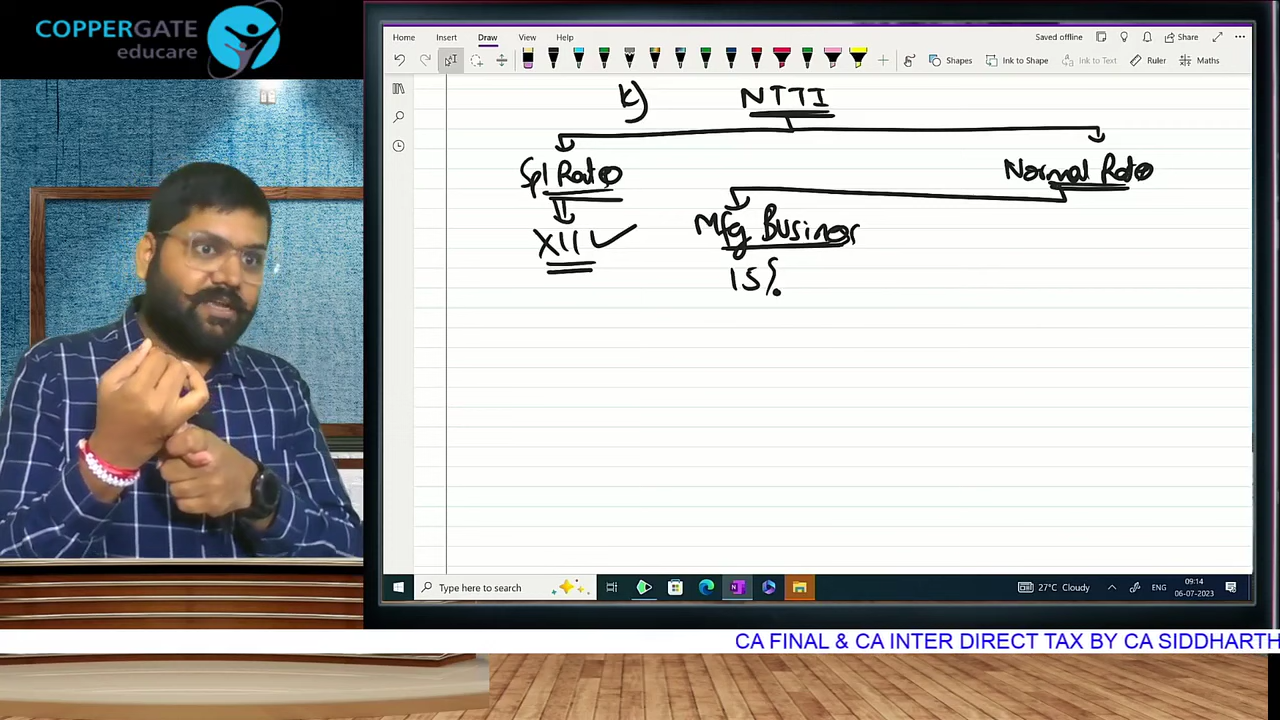 COPPERGATE
educare
Home Insert Draw View Help
Saved offline Share
Shapes Ink to Shape Ink to Text Ruler Maths
k) NTTI
Spl Rate Normal Rate
XII Mfg Business
15%
Type here to search
27°C Cloudy ENG 09:14
06-07-2023
CA FINAL & CA INTER DIRECT TAX BY CA SIDDHARTH